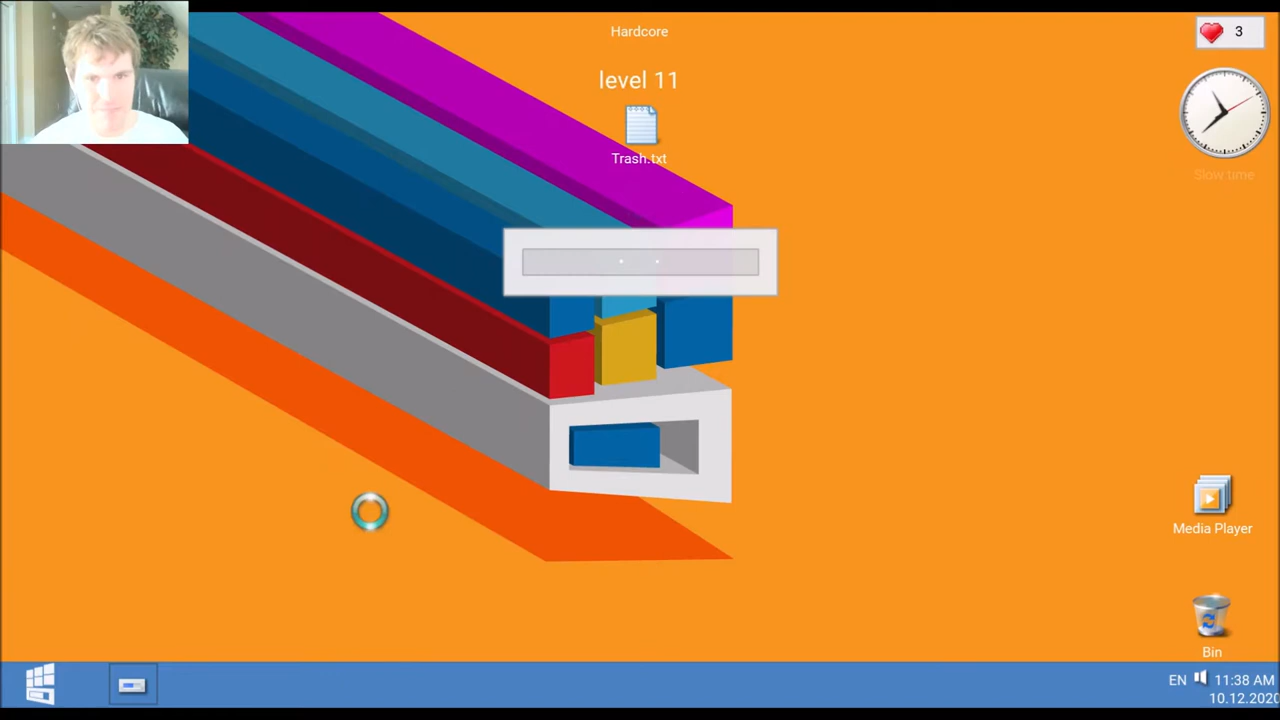 Hardcore
3
level 11
Trash.txt
Slow time
Media Player
Bin
EN 11:38 AM
10.12.2020